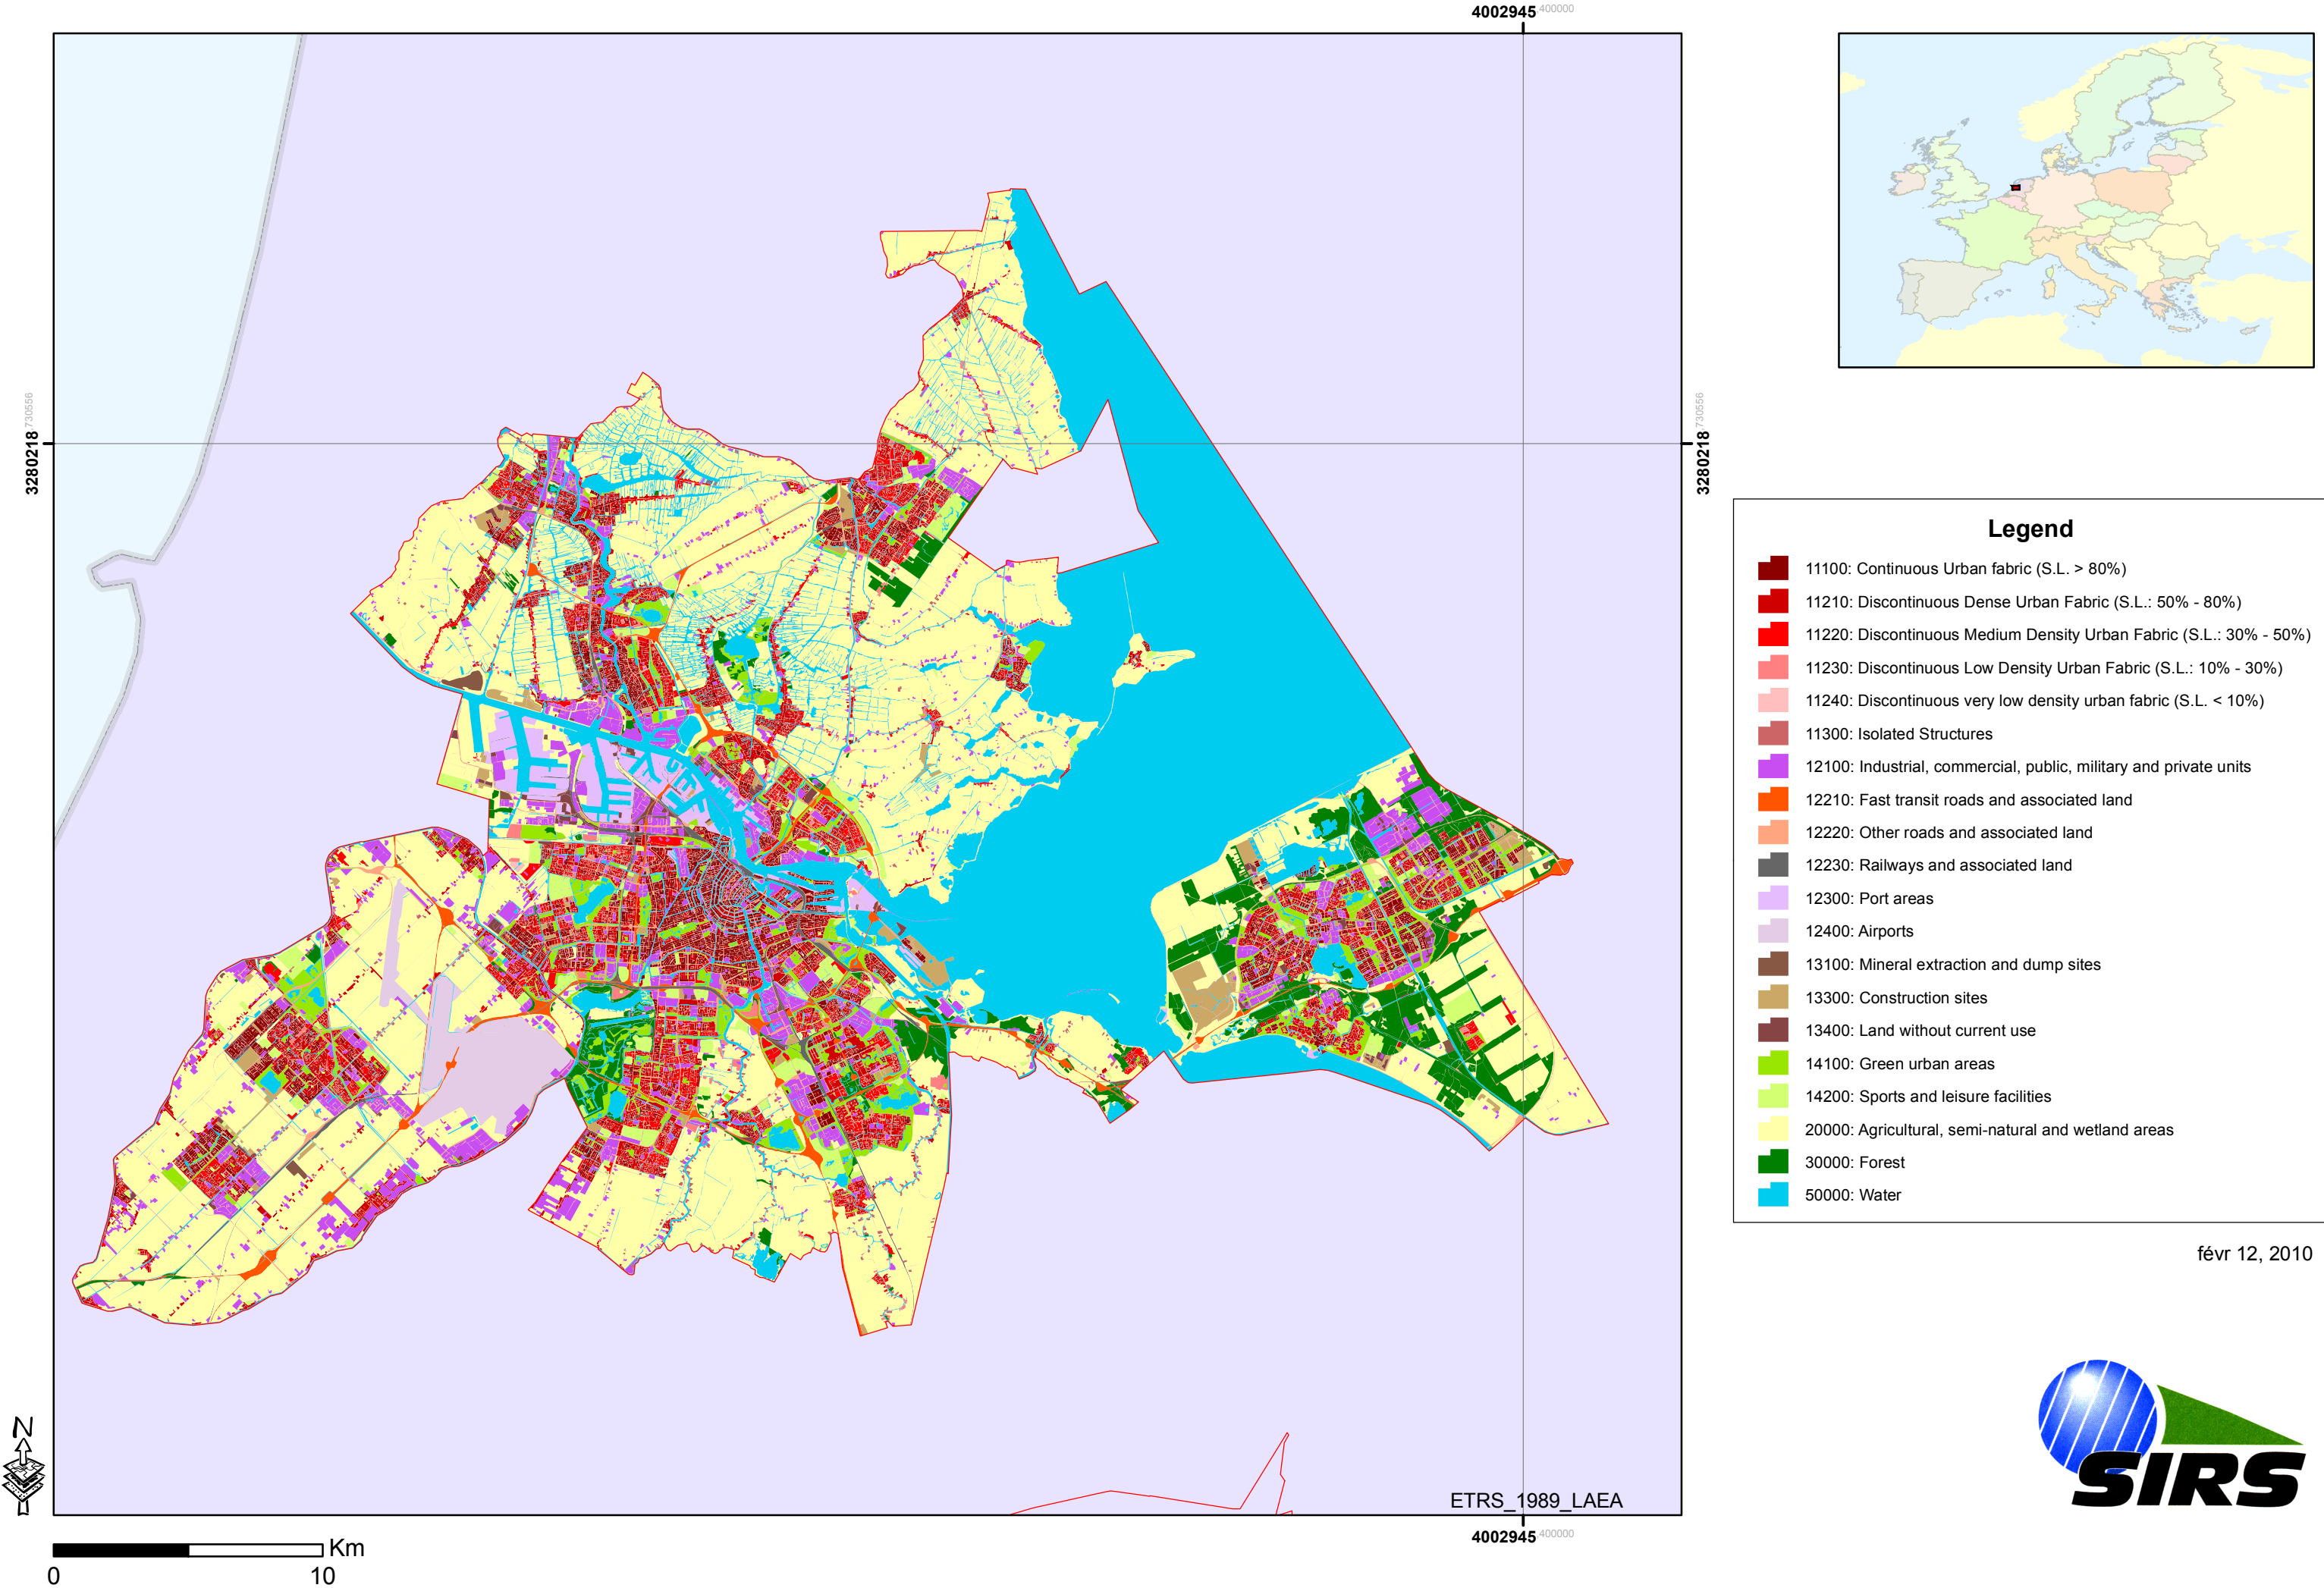 4002945 400000
3280218 730556
3280218 730556
Legend
11100: Continuous Urban fabric (S.L. > 80%)
11210: Discontinuous Dense Urban Fabric (S.L.: 50% - 80%)
11220: Discontinuous Medium Density Urban Fabric (S.L.: 30% - 50%)
11230: Discontinuous Low Density Urban Fabric (S.L.: 10% - 30%)
11240: Discontinuous very low density urban fabric (S.L. < 10%)
11300: Isolated Structures
12100: Industrial, commercial, public, military and private units
12210: Fast transit roads and associated land
12220: Other roads and associated land
12230: Railways and associated land
12300: Port areas
12400: Airports
13100: Mineral extraction and dump sites
13300: Construction sites
13400: Land without current use
14100: Green urban areas
14200: Sports and leisure facilities
20000: Agricultural, semi-natural and wetland areas
30000: Forest
50000: Water
févr 12, 2010
SIRS
N
ETRS_1989_LAEA
4002945 400000
Km
0 10